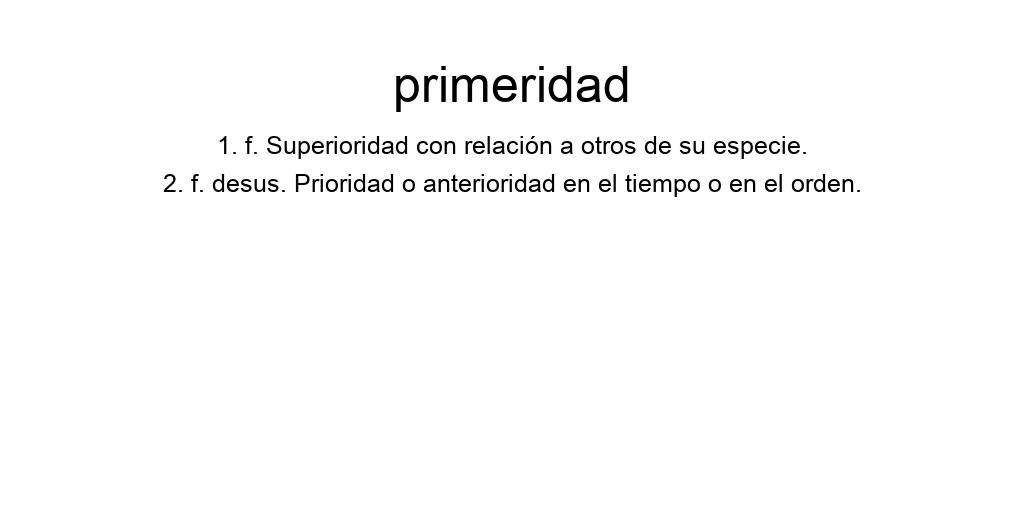 primeridad
1. f. Superioridad con relación a otros de su especie.
2. f. desus. Prioridad o anterioridad en el tiempo o en el orden.